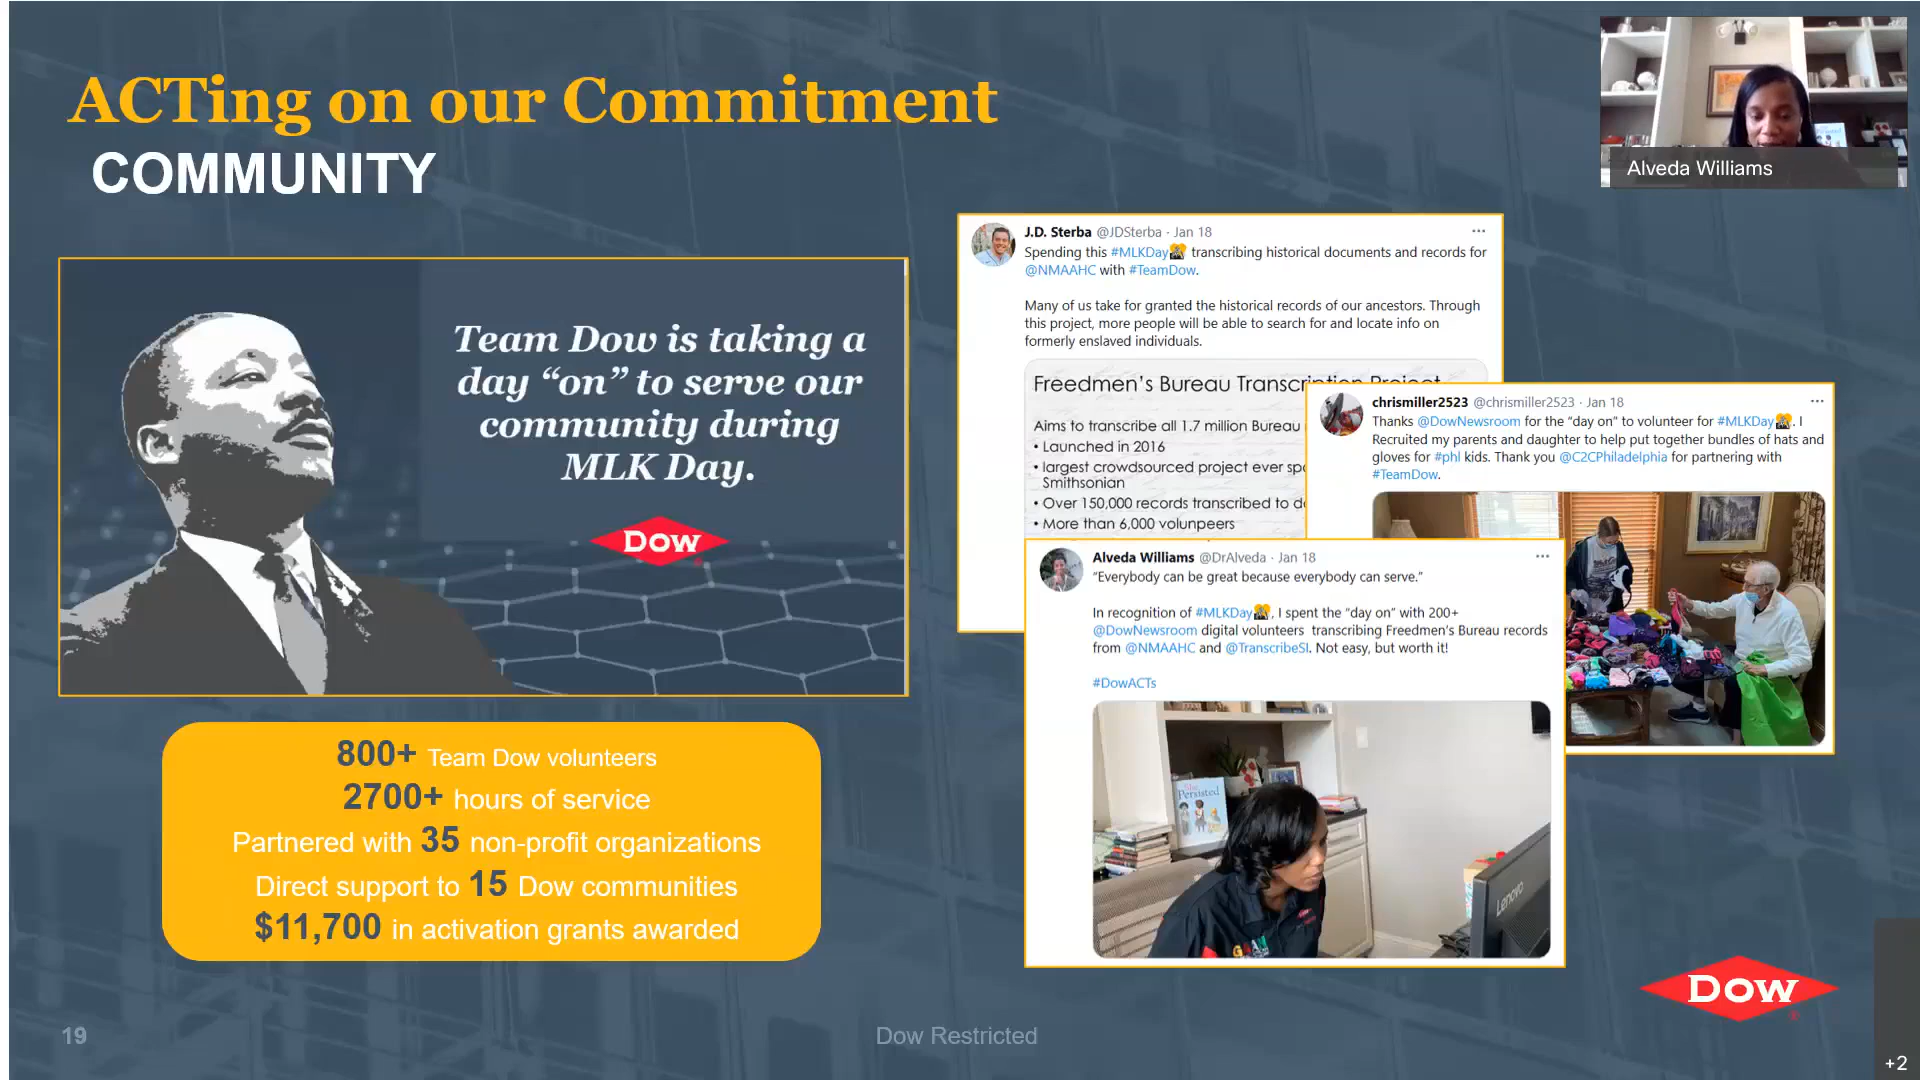 ACTing on our Commitment
COMMUNITY
Alveda Williams
Team Dow is taking a
day “on” to serve our
community during
MLK Day.
Dow
800+ Team Dow volunteers
2700+ hours of service
Partnered with 35 non-profit organizations
Direct support to 15 Dow communities
$11,700 in activation grants awarded
J.D. Sterba @JDSterba · Jan 18
Spending this #MLKDay transcribing historical documents and records for
@NMAAHC with #TeamDow.
Many of us take for granted the historical records of our ancestors. Through
this project, more people will be able to search for and locate info on
formerly enslaved individuals.
Freedmen’s Bureau Transcription Project
Aims to transcribe all 1.7 million Bureau
• Launched in 2016
• largest crowdsourced project ever
Smithsonian
• Over 150,000 records transcribed to
• More than 6,000 volunpeers
chrismiller2523 @chrismiller2523 · Jan 18
Thanks @DowNewsroom for the “day on” to volunteer for #MLKDay. I
Recruited my parents and daughter to help put together bundles of hats and
gloves for #phl kids. Thank you @C2CPhiladelphia for partnering with
#TeamDow.
Alveda Williams @DrAlveda · Jan 18
“Everybody can be great because everybody can serve.”
In recognition of #MLKDay, I spent the “day on” with 200+
@DowNewsroom digital volunteers transcribing Freedmen’s Bureau records
from @NMAAHC and @TranscribeSI. Not easy, but worth it!
#DowACTs
Persisted
Lenovo
Dow
19
Dow Restricted
+2